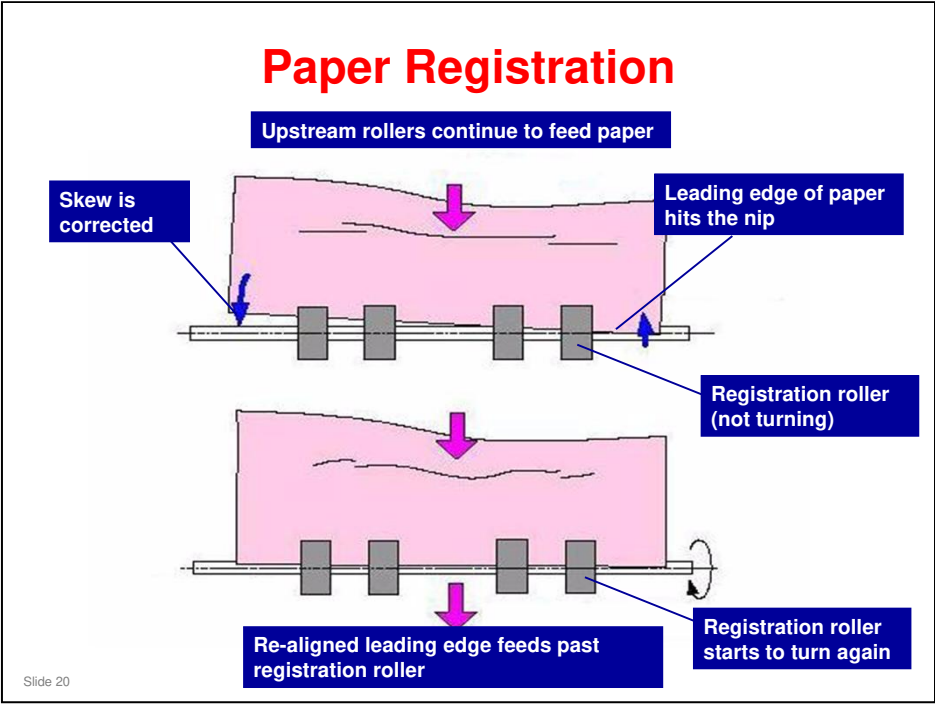 Paper Registration
Upstream rollers continue to feed paper
Skew is
corrected
Leading edge of paper
hits the nip
Registration roller
(not turning)
Registration roller
starts to turn again
Re-aligned leading edge feeds past
registration roller
Slide 20